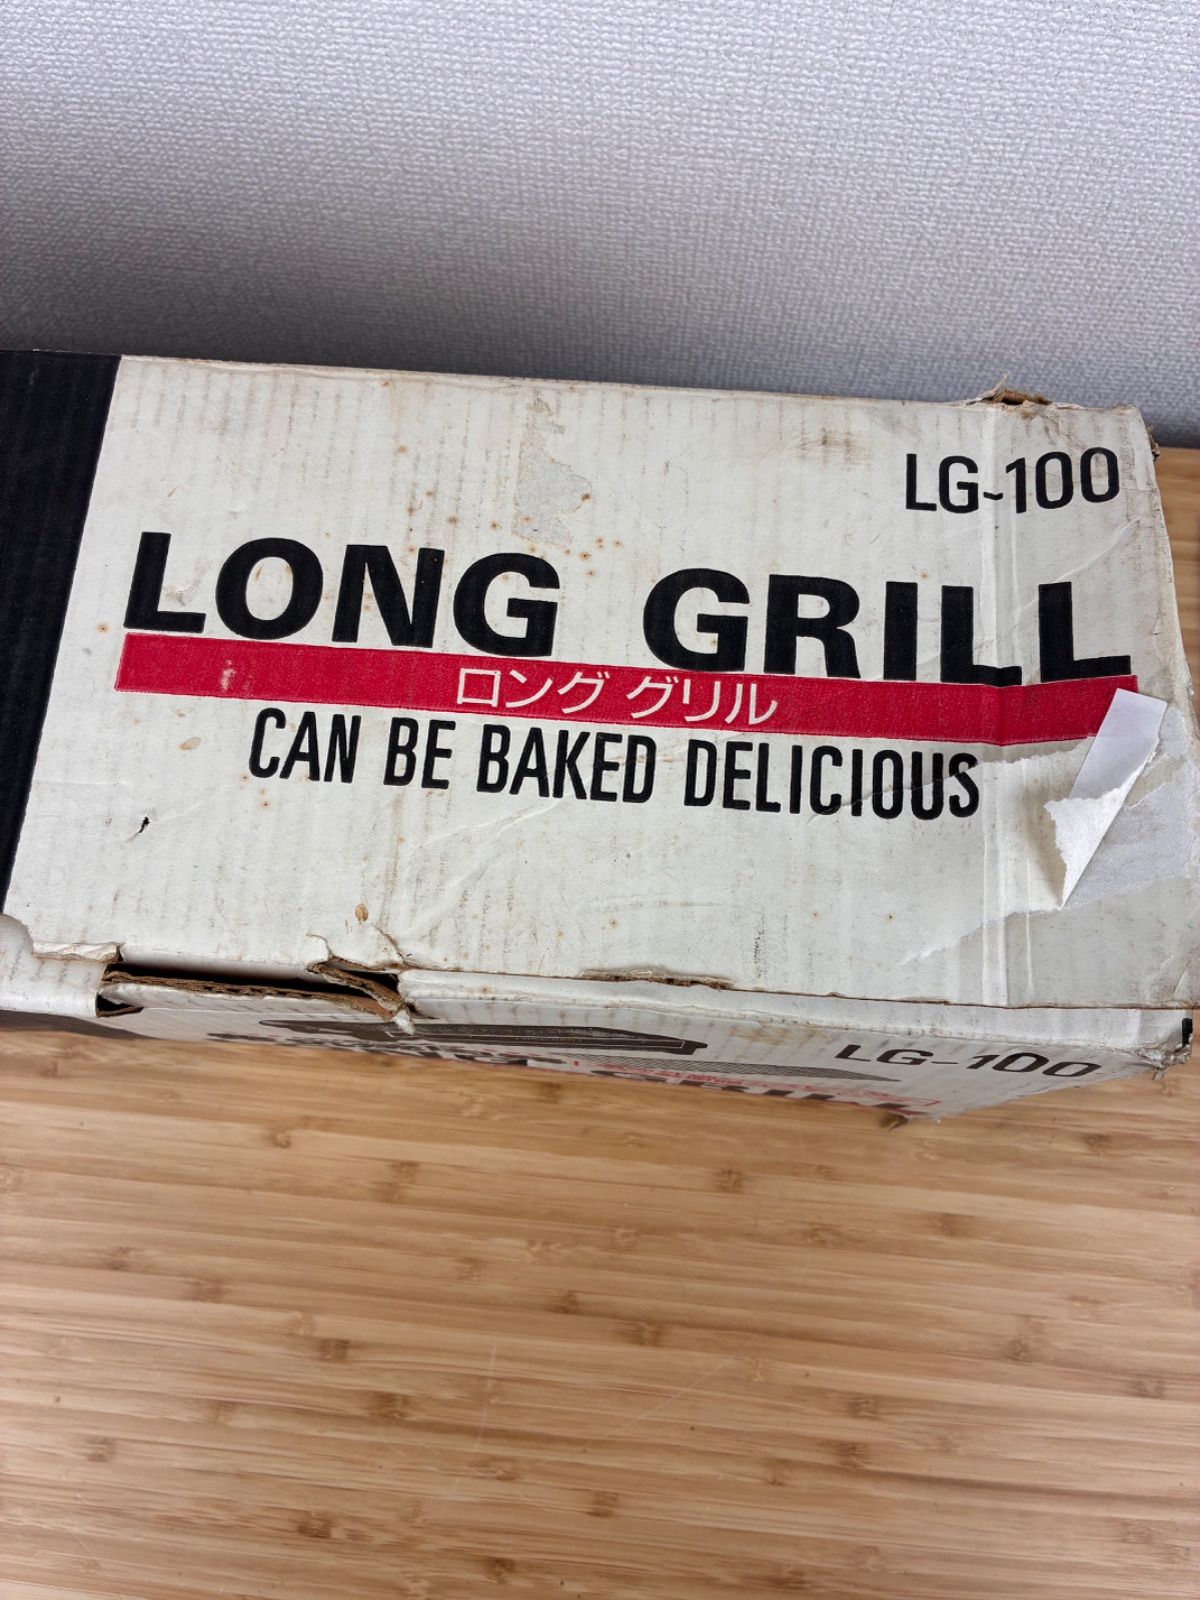 LG-100
LONG GRILL
ロング グリル
CAN BE BAKED DELICIOUS
LG-100